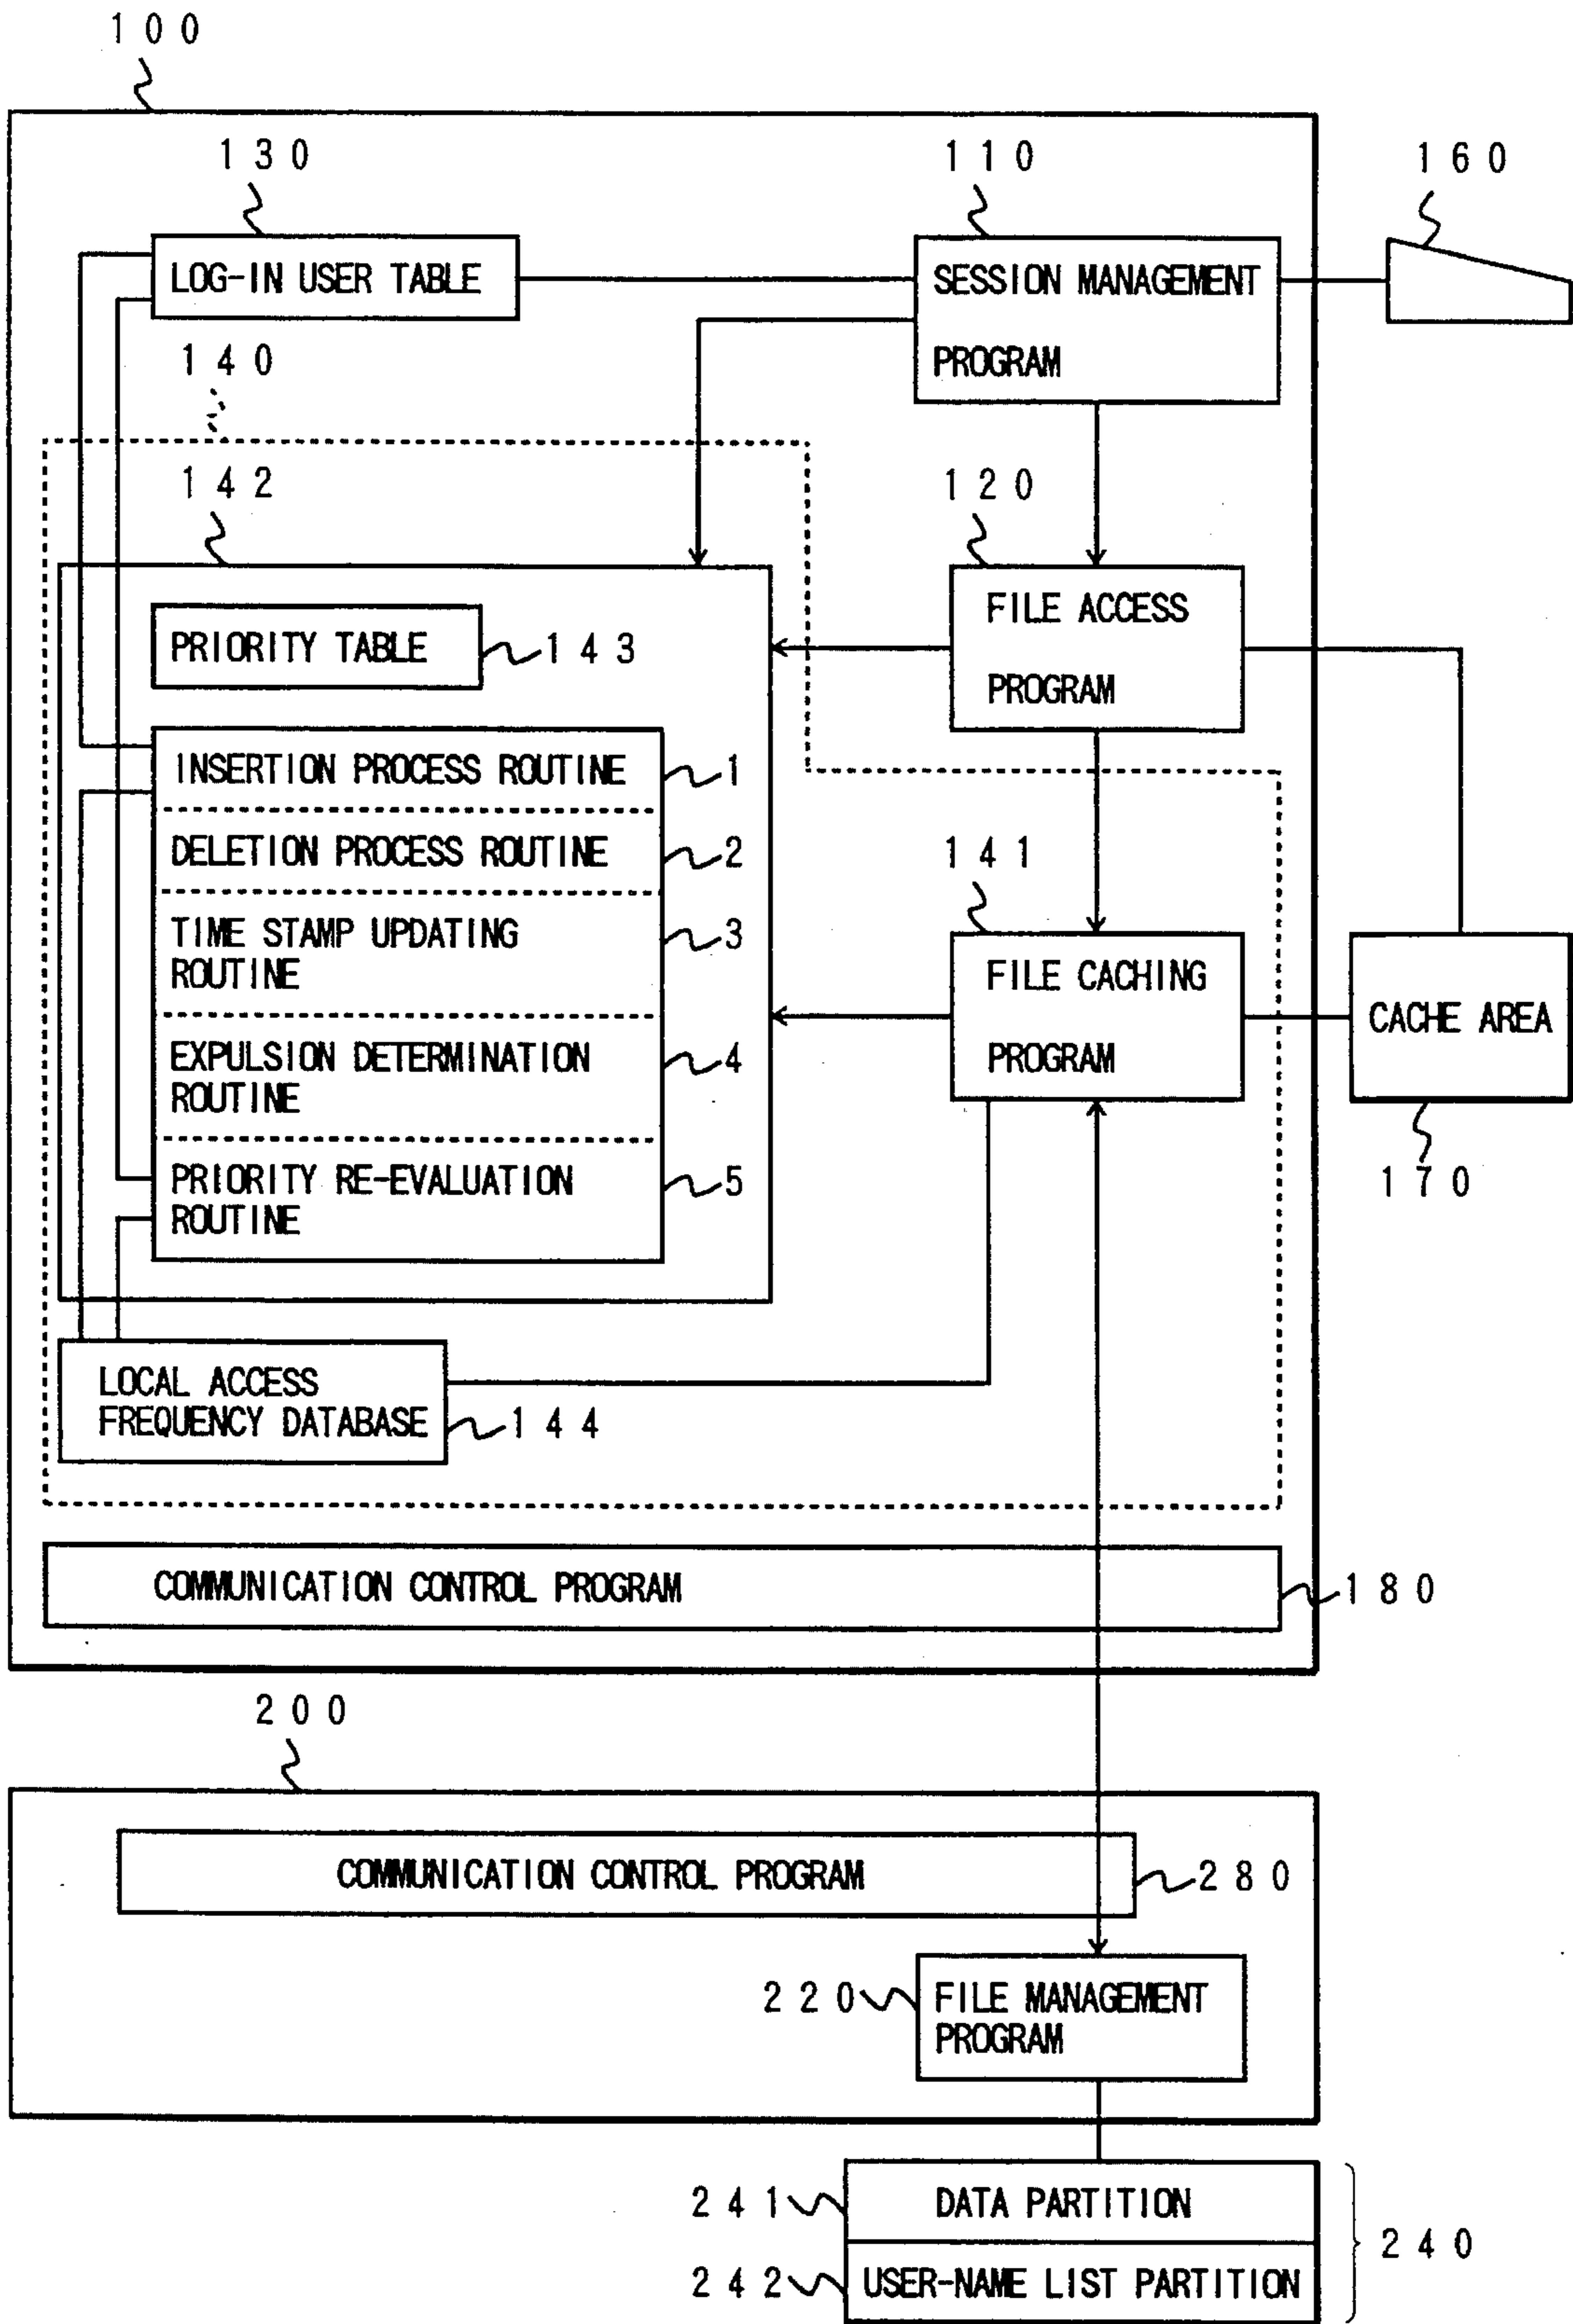 100
130
110
160
LOG-IN USER TABLE
SESSION MANAGEMENT
PROGRAM
140
142
120
FILE ACCESS
PROGRAM
PRIORITY TABLE
143
INSERTION PROCESS ROUTINE
1
DELETION PROCESS ROUTINE
2
141
TIME STAMP UPDATING
ROUTINE
3
FILE CACHING
PROGRAM
CACHE AREA
EXPULSION DETERMINATION
ROUTINE
4
170
PRIORITY RE-EVALUATION
ROUTINE
5
LOCAL ACCESS
FREQUENCY DATABASE
144
COMMUNICATION CONTROL PROGRAM
180
200
COMMUNICATION CONTROL PROGRAM
280
220
FILE MANAGEMENT
PROGRAM
241
DATA PARTITION
240
242
USER-NAME LIST PARTITION